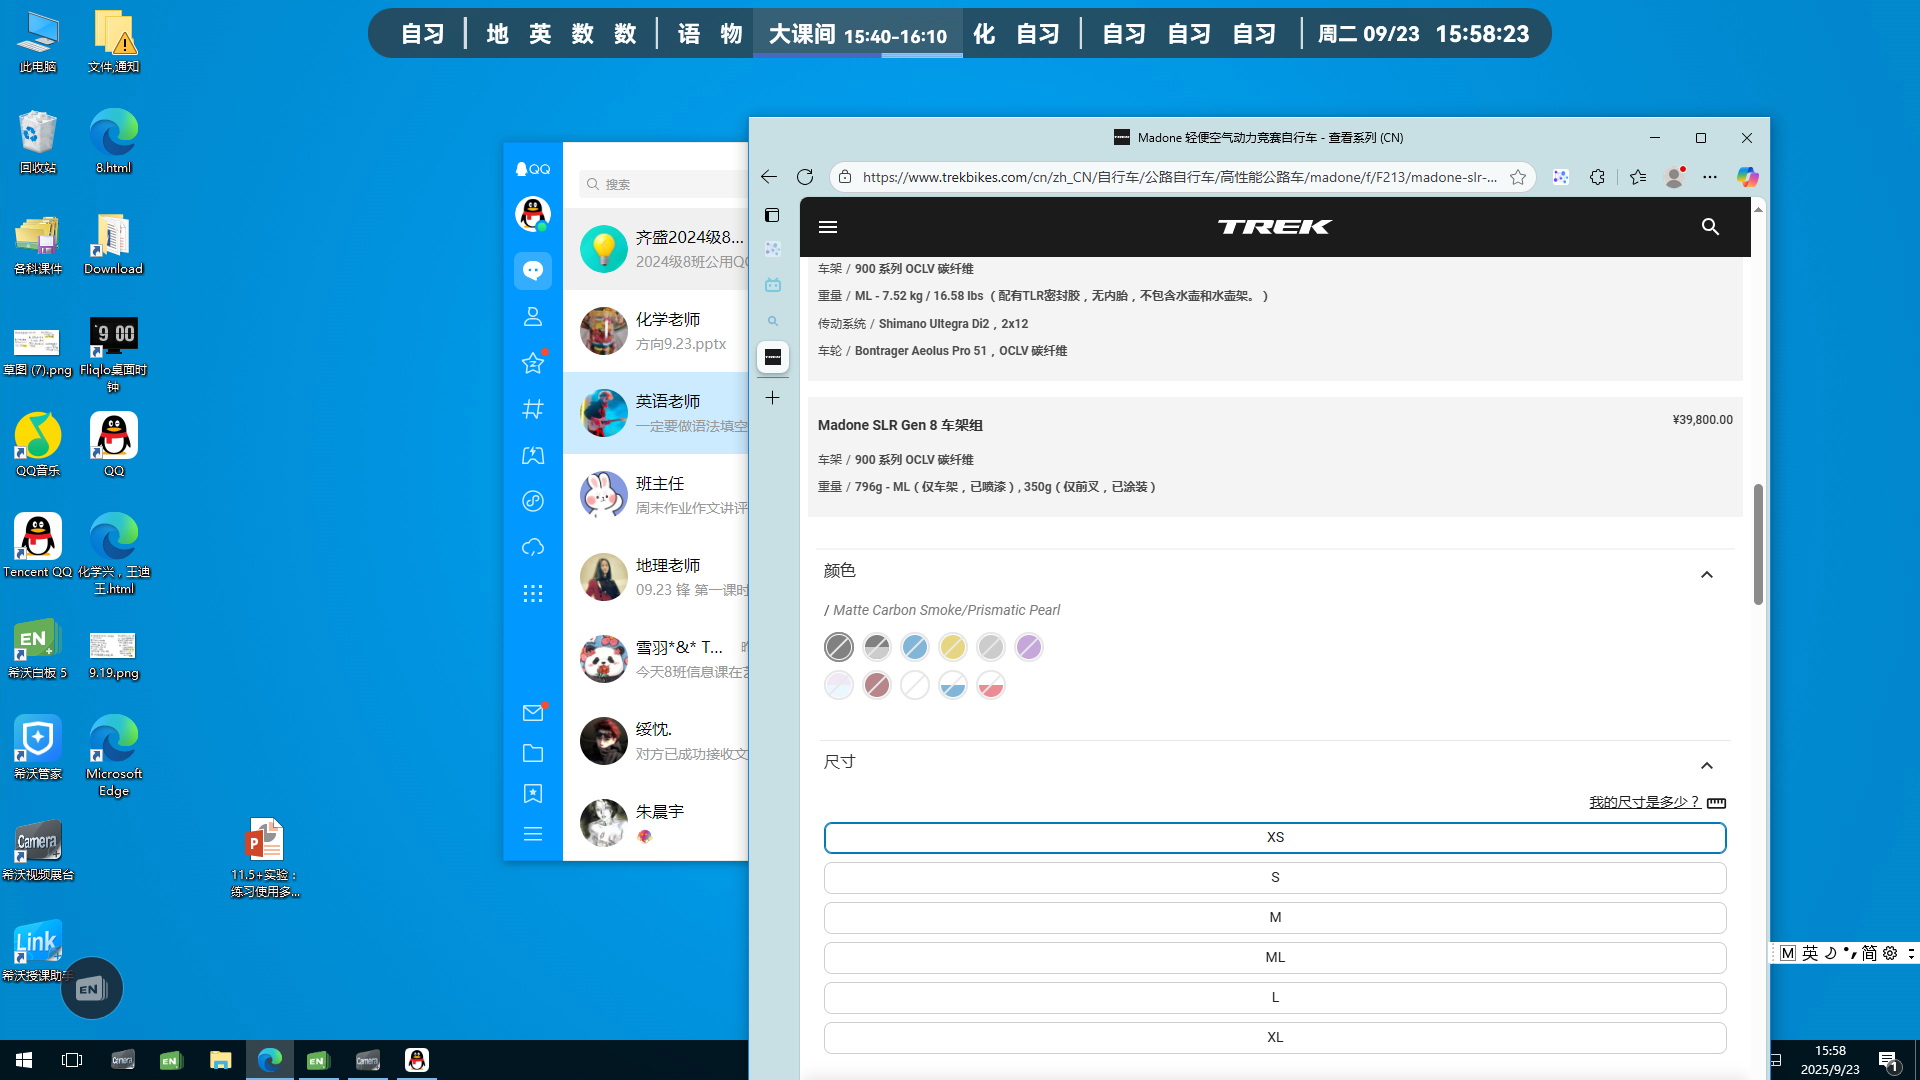 自习 | 地 英 数 数 | 语 物 大课间 15:40-16:10 化 自习 | 自习 自习 自习 | 周二 09/23 15:58:23
此电脑
文件,通知
回收站
8.html
各科课件
Download
草图 (7).png
Fliqlo桌面时钟
QQ音乐
QQ
Tencent QQ
化学兴，王迪王.html
希沃白板 5
9.19.png
希沃管家
Microsoft Edge
希沃视频展台
11.5+实验：
练习使用多...
希沃授课助手
QQ
搜索
齐盛2024级8...
2024级8班公用QQ
化学老师
方向9.23.pptx
英语老师
一定要做语法填空
班主任
周末作业作文讲评
地理老师
09.23 锋 第一课时
雪羽*&* T...
今天8班信息课在
绥忱.
对方已成功接收文
朱晨宇
Madone 轻便空气动力竞赛自行车 - 查看系列 (CN)
https://www.trekbikes.com/cn/zh_CN/自行车/公路自行车/高性能公路车/madone/f/F213/madone-slr-...
TREK
车架 / 900 系列 OCLV 碳纤维
重量 / ML - 7.52 kg / 16.58 lbs （配有TLR密封胶，无内胎，不包含水壶和水壶架。）
传动系统 / Shimano Ultegra Di2，2x12
车轮 / Bontrager Aeolus Pro 51，OCLV 碳纤维
Madone SLR Gen 8 车架组
¥39,800.00
车架 / 900 系列 OCLV 碳纤维
重量 / 796g - ML（仅车架，已喷漆）, 350g（仅前叉，已涂装）
颜色
/ Matte Carbon Smoke/Prismatic Pearl
尺寸
我的尺寸是多少？
XS
S
M
ML
L
XL
M 英 简
15:58
2025/9/23
1